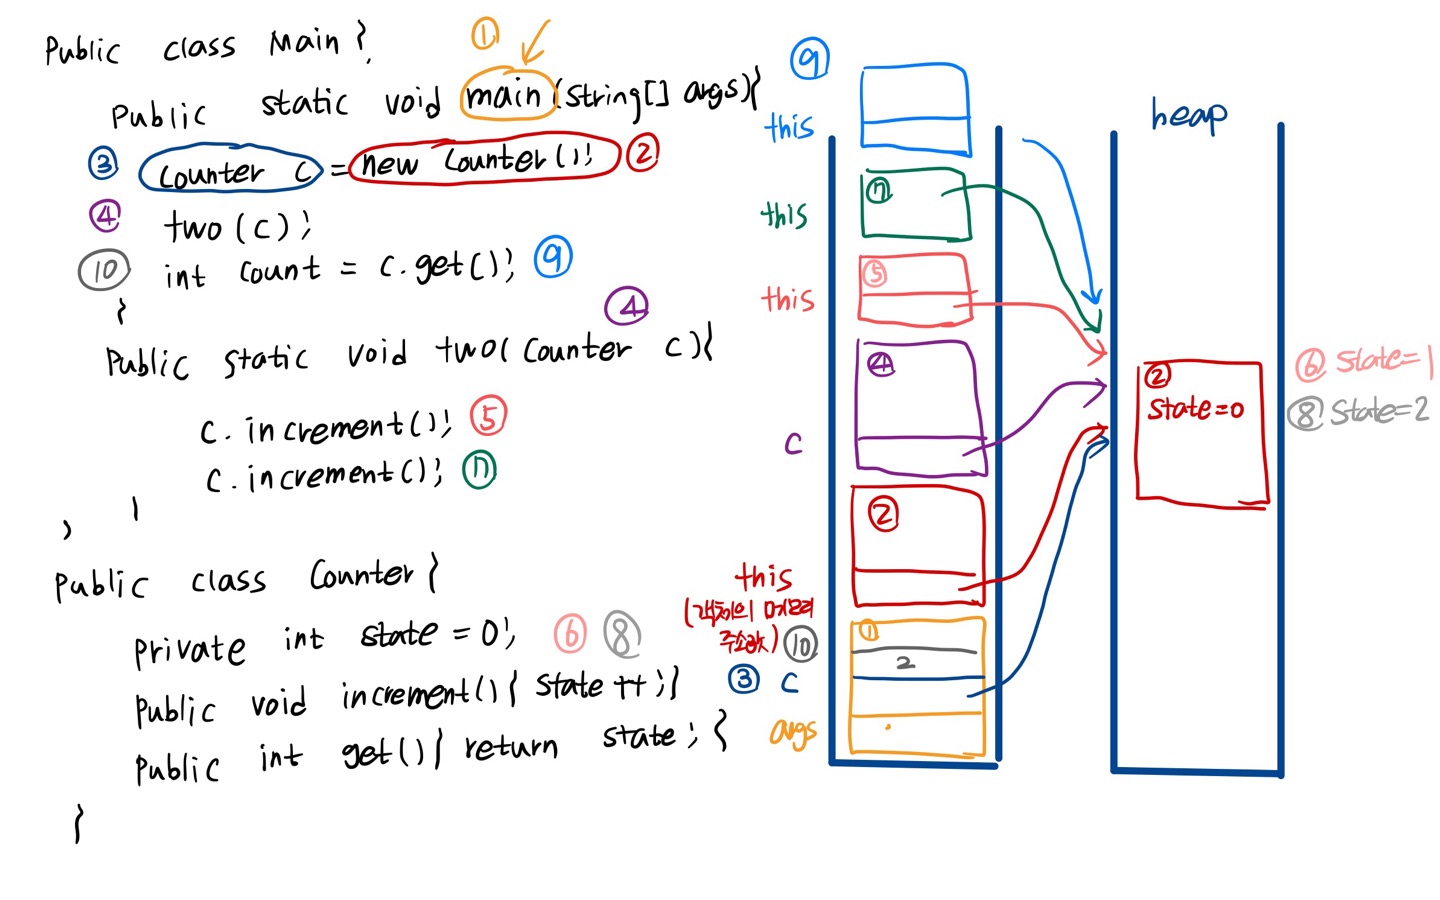 Public class Main {
①
Public static void main (String[] args){
③ Counter c = new Counter(); ②
④ two (c);
⑩ int count = c.get(); ⑨
}
④
Public static void two( Counter c){
c. increment(); ⑤
c. increment(); ⑦
} }
Public class Counter {
Private int state = 0; ⑥ ⑧
Public void increment() { state ++; }
Public int get() { return state; }
}
⑨
this
this ⑦
this ⑤
④
c
②
this
(객체의 메모리
주소값) ⑩ ①
2
③ c
args
heap
② State=0
⑥ State=1
⑧ State=2